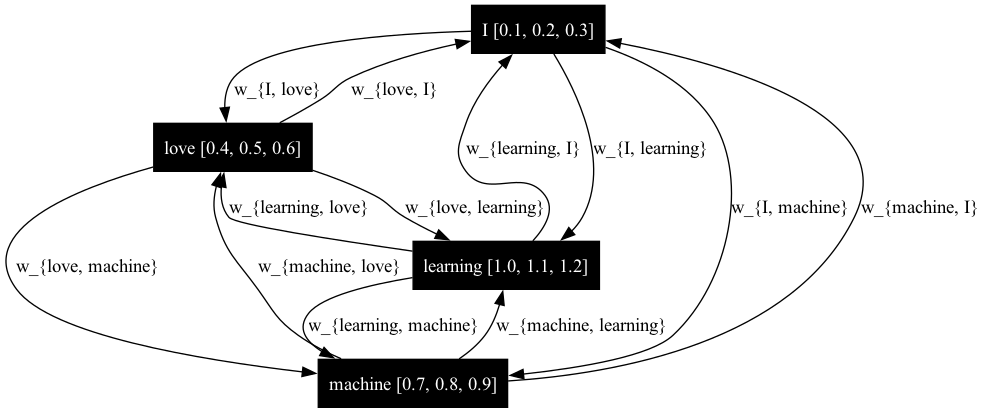 I [0.1, 0.2, 0.3]
w_{I, love}
w_{love, I}
love [0.4, 0.5, 0.6]
w_{learning, I}
w_{I, learning}
w_{learning, love}
w_{love, learning}
w_{I, machine}
w_{machine, I}
w_{love, machine}
w_{machine, love}
learning [1.0, 1.1, 1.2]
w_{learning, machine}
w_{machine, learning}
machine [0.7, 0.8, 0.9]